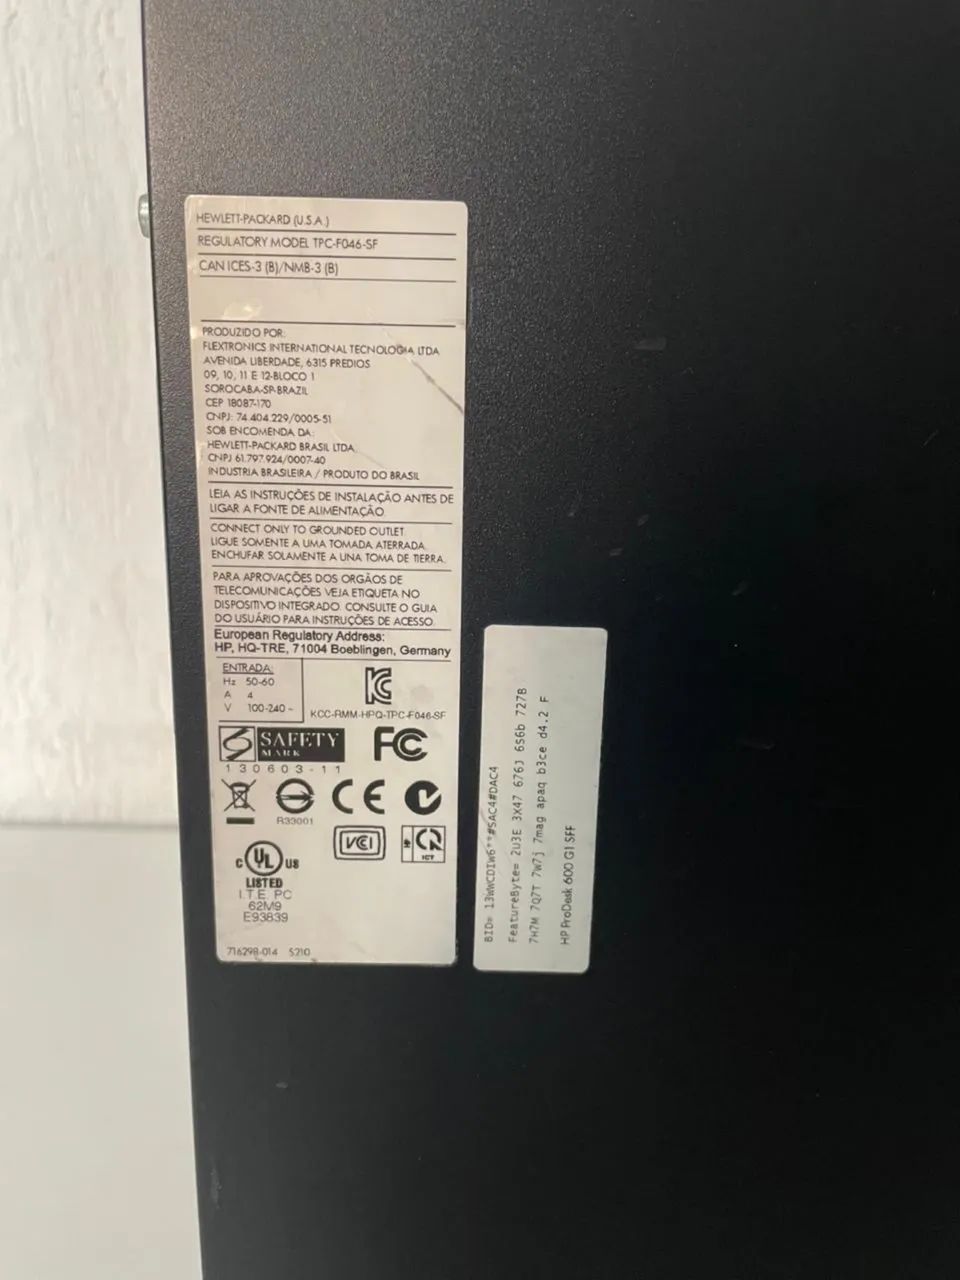 HEWLETT-PACKARD (U.S.A.)
REGULATORY MODEL TPC-F046-SF
CAN ICES-3 (B)/NMB-3 (B)
PRODUZIDO POR:
FLEXTRONICS INTERNATIONAL TECNOLOGIA LTDA
AVENIDA LIBERDADE, 6315 PREDIOS
09, 10, 11 E 12-BLOCO 1
SOROCABA-SP-BRAZIL
CEP 18087-170
CNPJ: 74.404.229/0005-51
SOB ENCOMENDA DA:
HEWLETT-PACKARD BRASIL LTDA
CNPJ 61.797.924/0007-40
INDUSTRIA BRASILEIRA / PRODUTO DO BRASIL
LEIA AS INSTRUÇÕES DE INSTALAÇÃO ANTES DE
LIGAR A FONTE DE ALIMENTAÇÃO
CONNECT ONLY TO GROUNDED OUTLET
LIGUE SOMENTE A UMA TOMADA ATERRADA.
ENCHUFAR SOLAMENTE A UNA TOMA DE TIERRA.
PARA APROVAÇÕES DOS ORGÃOS DE
TELECOMUNICAÇÕES VEJA ETIQUETA NO
DISPOSITIVO INTEGRADO. CONSULTE O GUIA
DO USUÁRIO PARA INSTRUÇÕES DE ACESSO.
European Regulatory Address:
HP, HQ-TRE, 71004 Boeblingen, Germany
ENTRADA:
Hz 50-60
A 4
V 100-240 ~
KCC-RMM-HPQ-TPC-F046-SF
SAFETY
MARK
130603-11
FC
R33001
CE
c UL US
LISTED
I.T.E. PC
62M9
E93839
VCCI
ICT
716298-014 S210
BID= 13WWCDIW6**#SAC4#DAC4
FeatureByte= 2U3E 3X47 676J 6S6b 727B
7H7M 7Q7T 7W7j 7mag apaq b3ce d4.2 F
HP ProDesk 600 G1 SFF